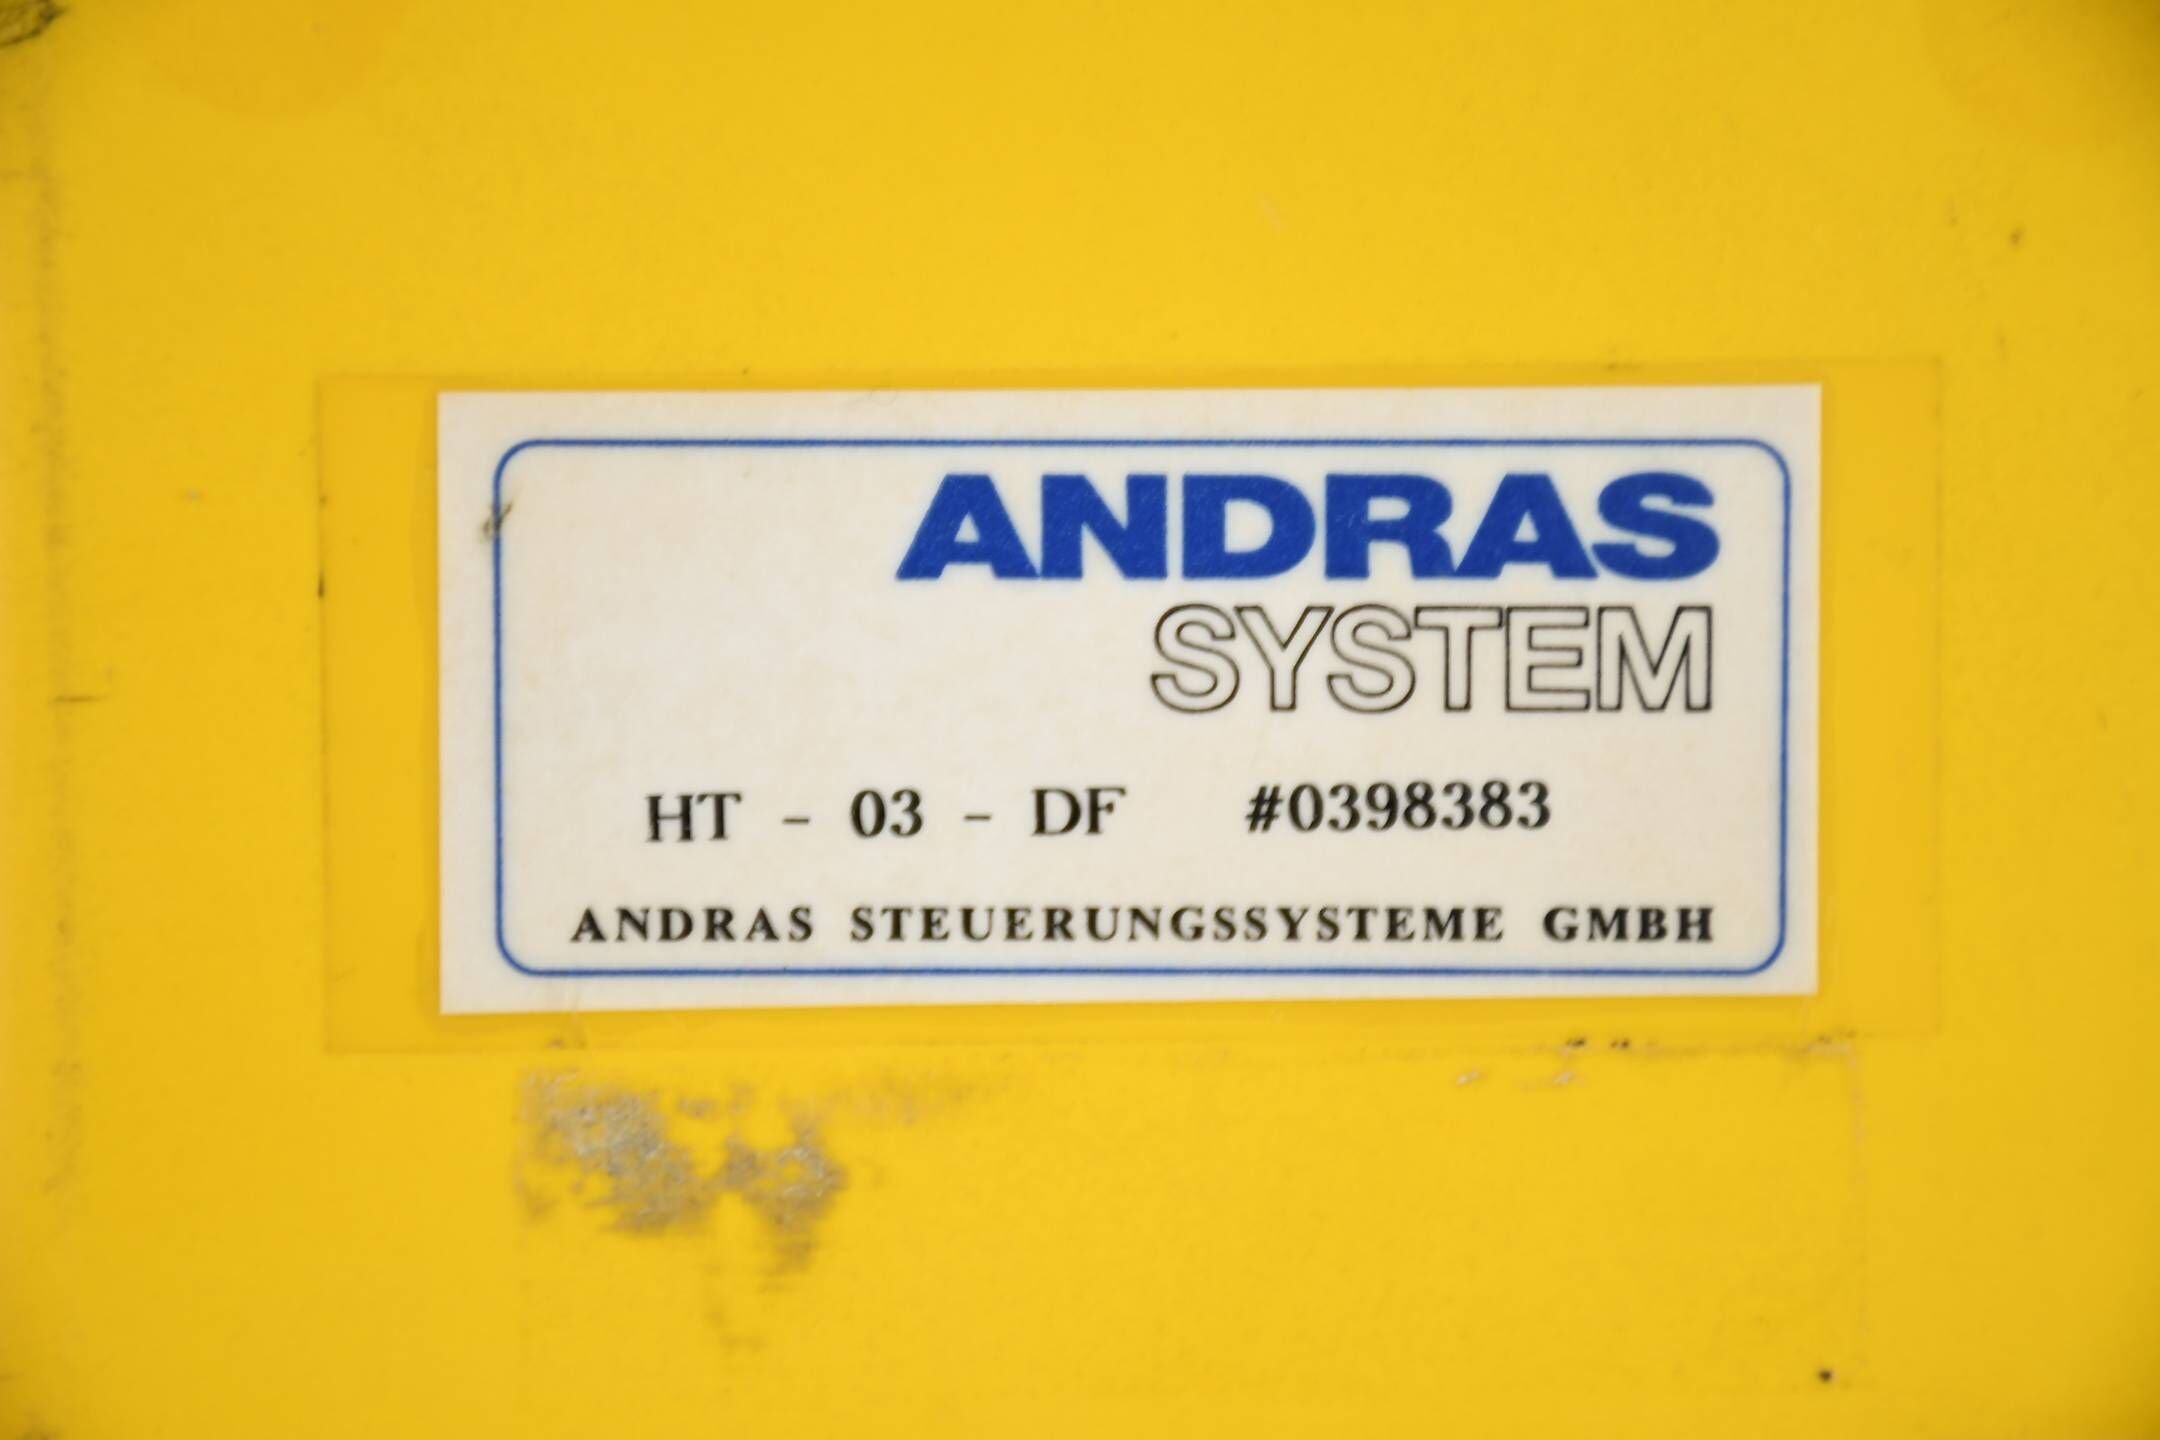 ANDRAS
SYSTEM
HT - 03 - DF #0398383
ANDRAS STEUERUNGSSYSTEME GMBH